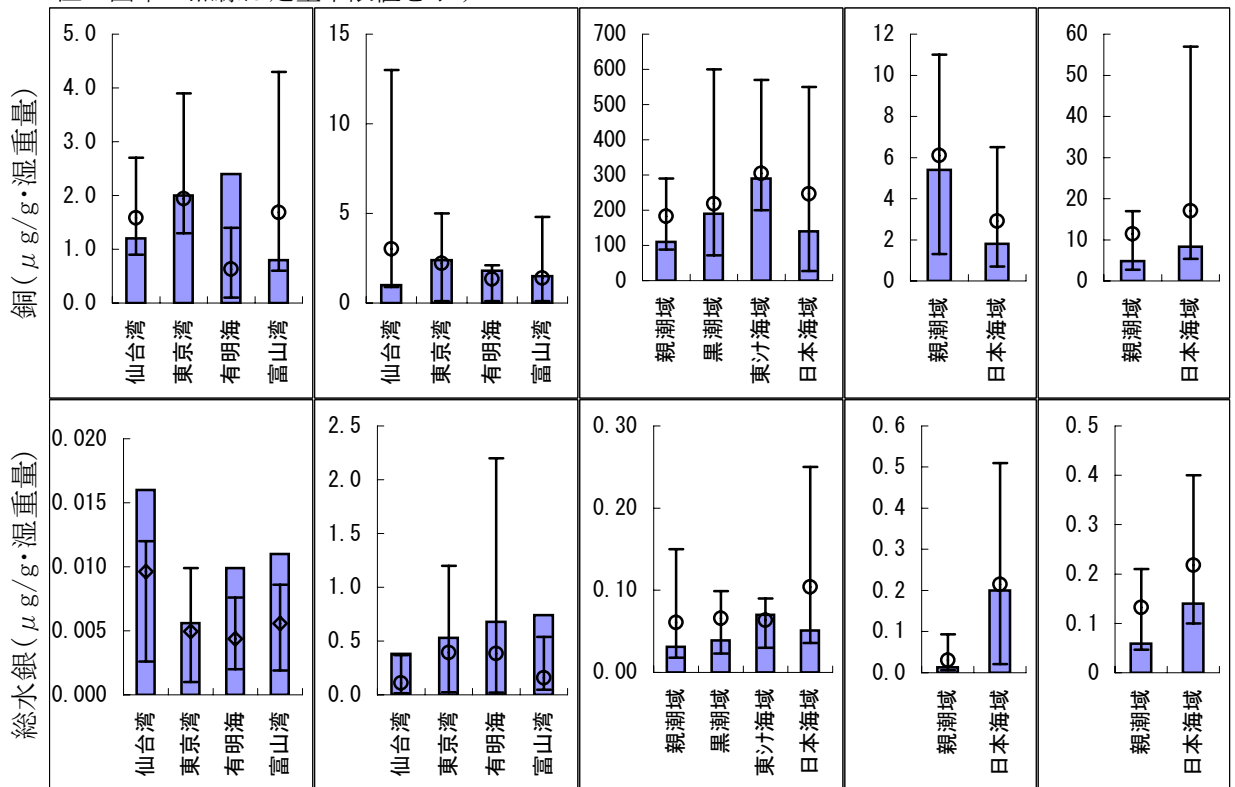 銅(μg/g・湿重量)
5.0
4.0
3.0
2.0
1.0
0.0
仙台湾
東京湾
有明海
富山湾
15
10
5
0
仙台湾
東京湾
有明海
富山湾
700
600
500
400
300
200
100
0
親潮域
黒潮域
東シナ海域
日本海域
12
10
8
6
4
2
0
親潮域
日本海域
60
50
40
30
20
10
0
親潮域
日本海域
総水銀(μg/g・湿重量)
0.020
0.015
0.010
0.005
0.000
仙台湾
東京湾
有明海
富山湾
2.5
2.0
1.5
1.0
0.5
0.0
仙台湾
東京湾
有明海
富山湾
0.30
0.20
0.10
0.00
親潮域
黒潮域
東シナ海域
日本海域
0.6
0.5
0.4
0.3
0.2
0.1
0.0
親潮域
日本海域
0.5
0.4
0.3
0.2
0.1
0
親潮域
日本海域